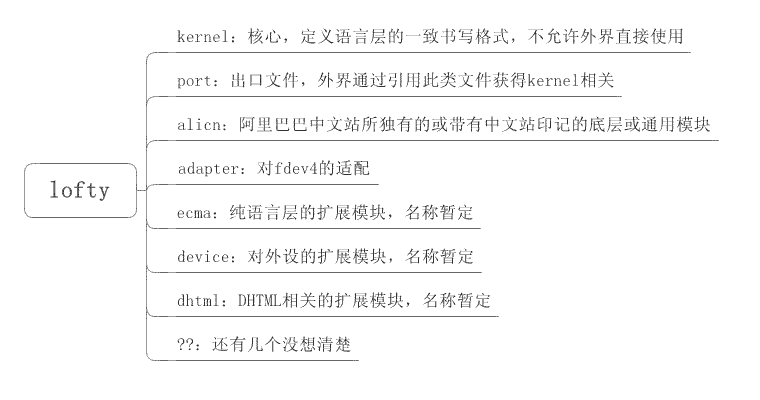 kernel: 核心，定义语言层的一致书写格式，不允许外界直接使用
port: 出口文件，外界通过引用此类文件获得kernel相关
alicn: 阿里巴巴中文站所独有的或带有中文站印记的底层或通用模块
adapter: 对fdev4的适配
lofty
ecma: 纯语言层的扩展模块，名称暂定
device: 对外设的扩展模块，名称暂定
dhtml: DHTML相关的扩展模块，名称暂定
??: 还有几个没想清楚